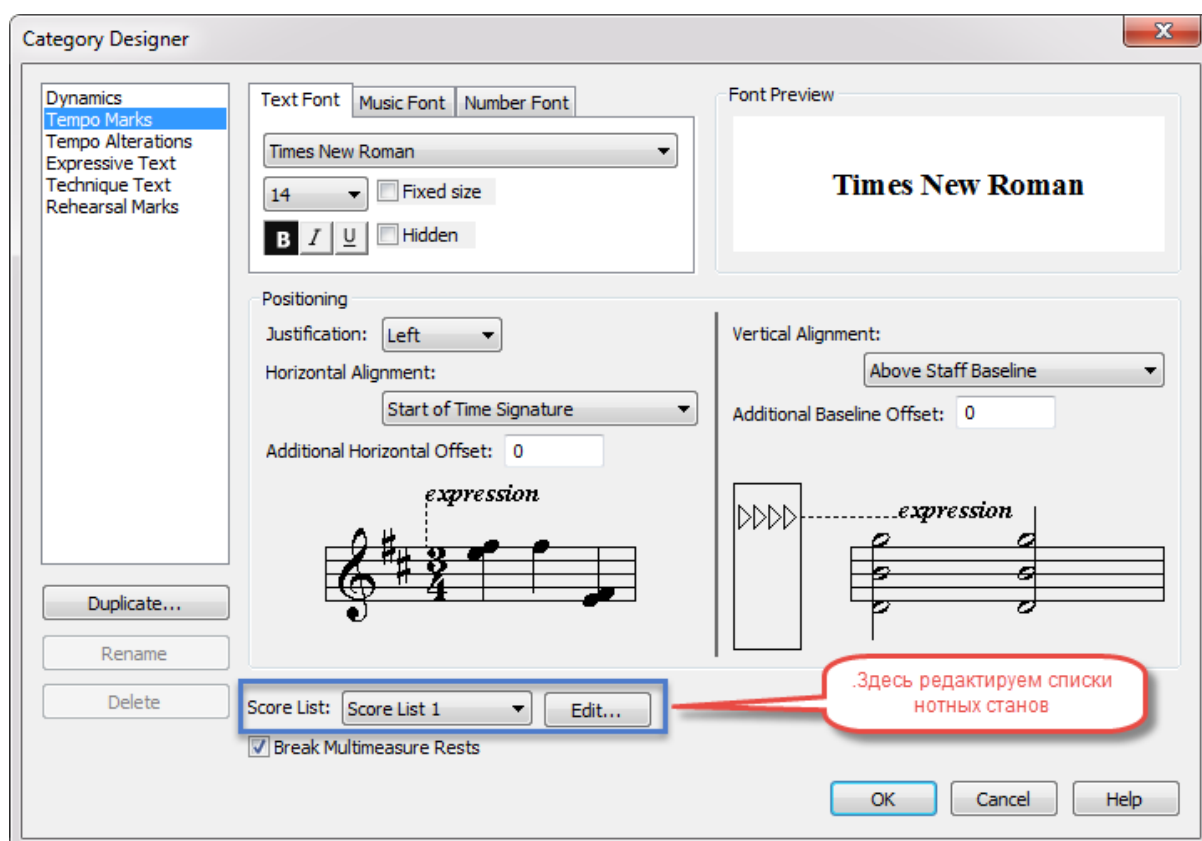 Category Designer
Dynamics
Tempo Marks
Tempo Alterations
Expressive Text
Technique Text
Rehearsal Marks
Duplicate...
Rename
Delete
Text Font
Music Font
Number Font
Times New Roman
14
Fixed size
B I U
Hidden
Font Preview
Times New Roman
Positioning
Justification: Left
Horizontal Alignment:
Start of Time Signature
Additional Horizontal Offset: 0
expression
3
4
Vertical Alignment:
Above Staff Baseline
Additional Baseline Offset: 0
expression
Score List: Score List 1 Edit...
.Здесь редактируем списки
нотных станов
Break Multimeasure Rests
OK Cancel Help